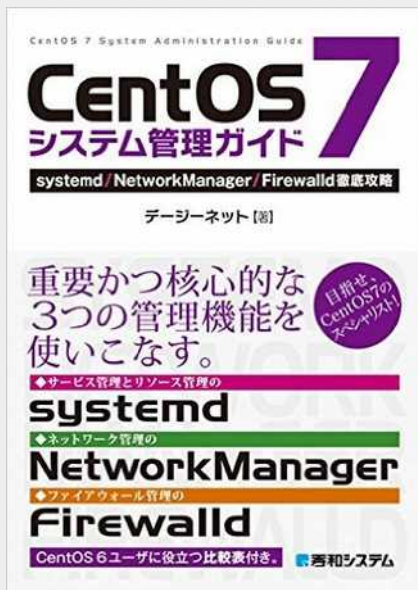 CentOS 7 System Administration Guide
CentOS 7
システム管理ガイド
systemd/NetworkManager/Firewalld徹底攻略
デージーネット【著】
重要かつ核心的な
3つの管理機能を
使いこなす。
目指せ、
CentOS7の
スペシャリスト!
◆サービス管理とリソース管理の
systemd
◆ネットワーク管理の
NetworkManager
◆ファイアウォール管理の
Firewalld
CentOS 6ユーザに役立つ比較表付き。
秀和システム